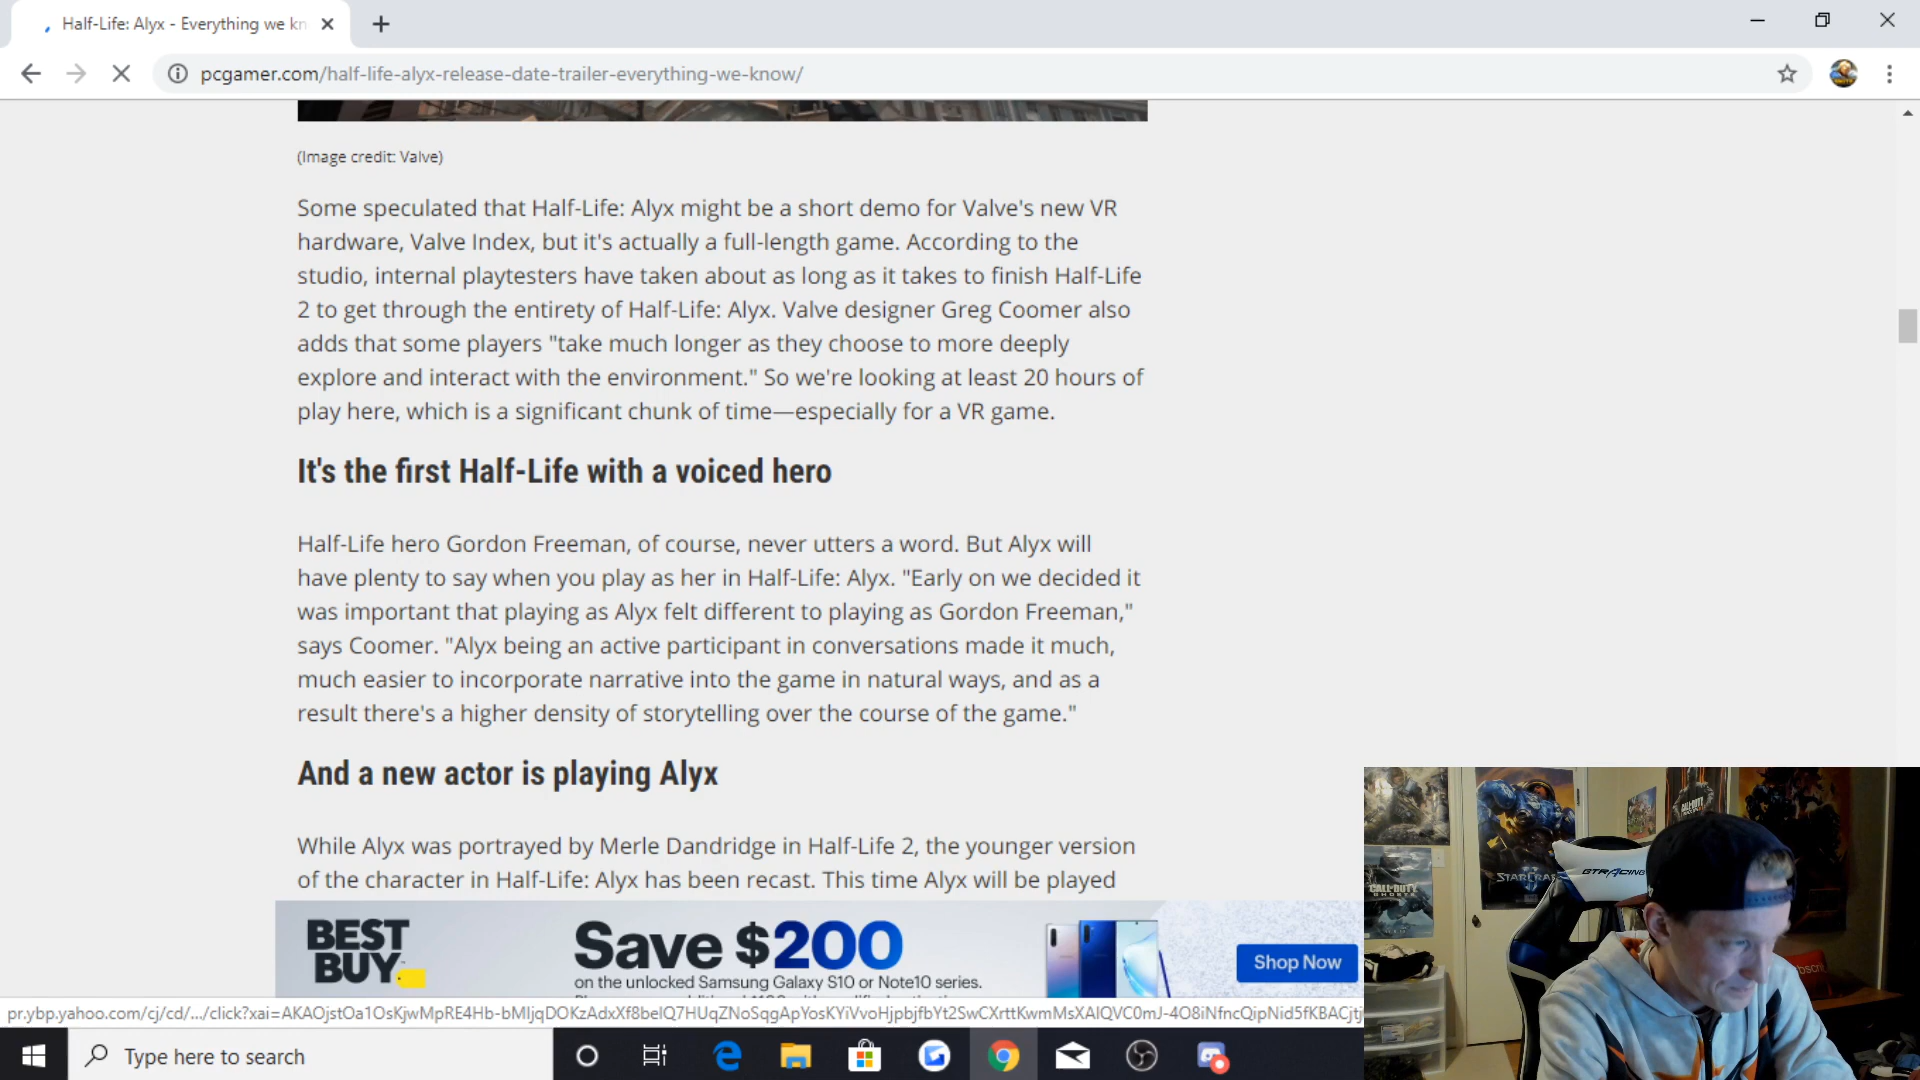 Half-Life: Alyx - Everything we kn
pcgamer.com/half-life-alyx-release-date-trailer-everything-we-know/
(Image credit: Valve)
Some speculated that Half-Life: Alyx might be a short demo for Valve's new VR
hardware, Valve Index, but it's actually a full-length game. According to the
studio, internal playtesters have taken about as long as it takes to finish Half-Life
2 to get through the entirety of Half-Life: Alyx. Valve designer Greg Coomer also
adds that some players "take much longer as they choose to more deeply
explore and interact with the environment." So we're looking at least 20 hours of
play here, which is a significant chunk of time—especially for a VR game.
It's the first Half-Life with a voiced hero
Half-Life hero Gordon Freeman, of course, never utters a word. But Alyx will
have plenty to say when you play as her in Half-Life: Alyx. "Early on we decided it
was important that playing as Alyx felt different to playing as Gordon Freeman,"
says Coomer. "Alyx being an active participant in conversations made it much,
much easier to incorporate narrative into the game in natural ways, and as a
result there's a higher density of storytelling over the course of the game."
And a new actor is playing Alyx
While Alyx was portrayed by Merle Dandridge in Half-Life 2, the younger version
of the character in Half-Life: Alyx has been recast. This time Alyx will be played
BEST
BUY
Save $200
on the unlocked Samsung Galaxy S10 or Note10 series.
Shop Now
Type here to search
GTRACING
CALL·DUTY
GHOSTS